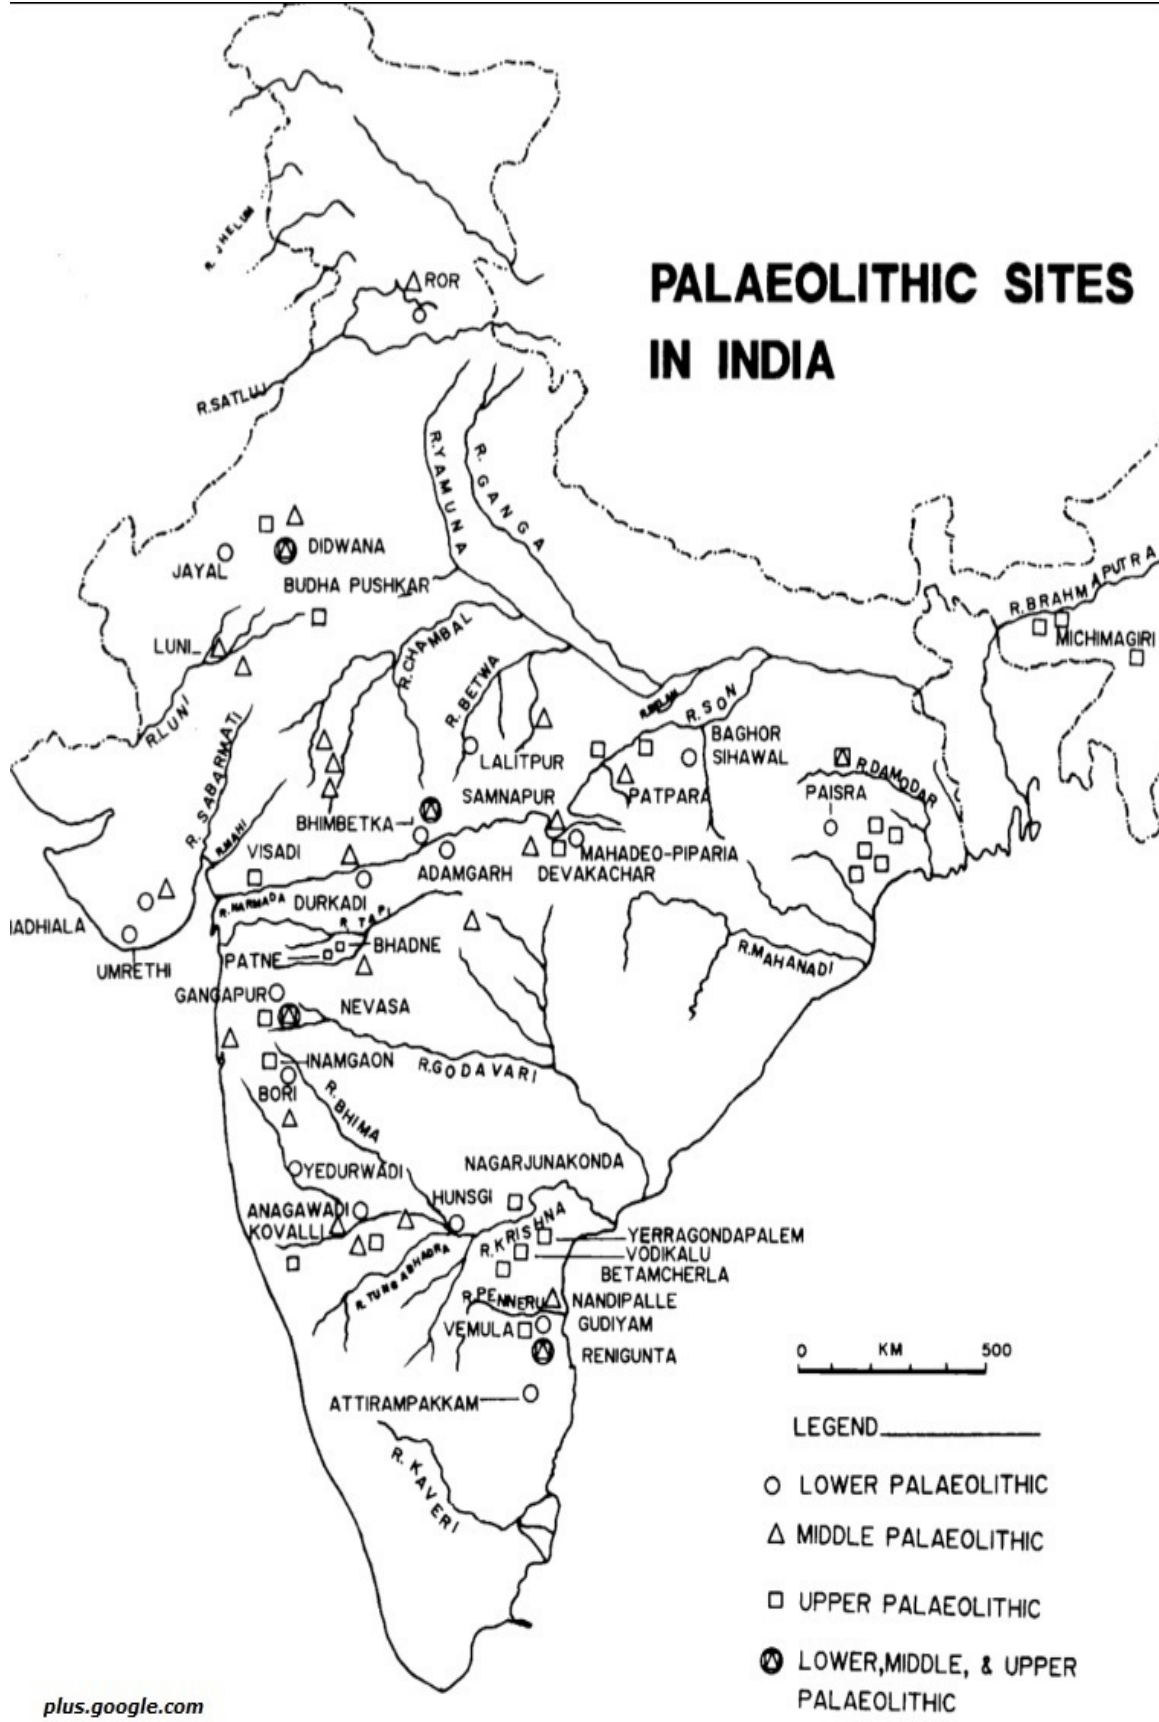 PALAEOLITHIC SITES
IN INDIA
R. JHELUM
ROR
R.SATLUJ
R.YAMUNA
R. GANGA
DIDWANA
JAYAL
BUDHA PUSHKAR
R.BRAHMAPUTRA
MICHIMAGIRI
LUNI
R.CHAMBAL
R.LUNI
R. BETWA
R.BELAN
R. SON
R. SABARMATI
BAGHOR
SIHAWAL
LALITPUR
R.DAMODAR
SAMNAPUR
PATPARA
PAISRA
R.MAHI
BHIMBETKA
VISADI
MAHADEO-PIPARIA
ADAMGARH
DEVAKACHAR
R.NARMADA
DURKADI
R TAPI
NADHIALA
UMRETHI
BHADNE
PATNE
R.MAHANADI
GANGAPUR
NEVASA
INAMGAON
R.GODAVARI
BORI
R. BHIMA
YEDURWADI
NAGARJUNAKONDA
ANAGAWADI
HUNSGI
KOVALLI
R.KRISHNA
YERRAGONDAPALEM
VODIKALU
BETAMCHERLA
R. TUNGABHADRA
R.PENNERU
NANDIPALLE
VEMULA
GUDIYAM
RENIGUNTA
ATTIRAMPAKKAM
R. KAVERI
0 KM 500
LEGEND
LOWER PALAEOLITHIC
MIDDLE PALAEOLITHIC
UPPER PALAEOLITHIC
LOWER,MIDDLE, & UPPER
PALAEOLITHIC
plus.google.com